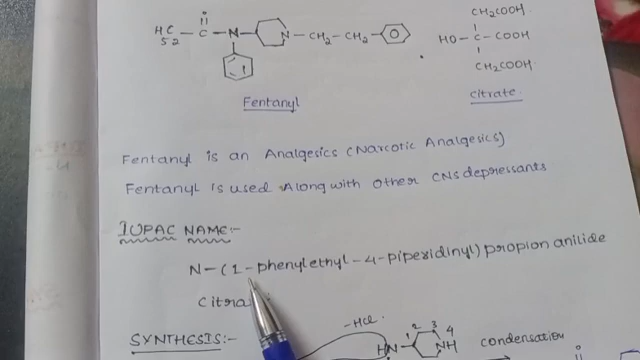 CH₂COOH.
H₅C₂ — C — N — N — CH₂ — CH₂ —
HO — C — COOH
CH₂COOH.
Fentanyl
Citrate.
Fentanyl is an Analgesics (Narcotic Analgesics)
Fentanyl is used Along with other CNS depressants
IUPAC NAME:-
N-(1-phenylethyl-4-piperidinyl) propion anilide
SYNTHESIS:-
-HCl.
HN 1 2 3 4 NH
condensation